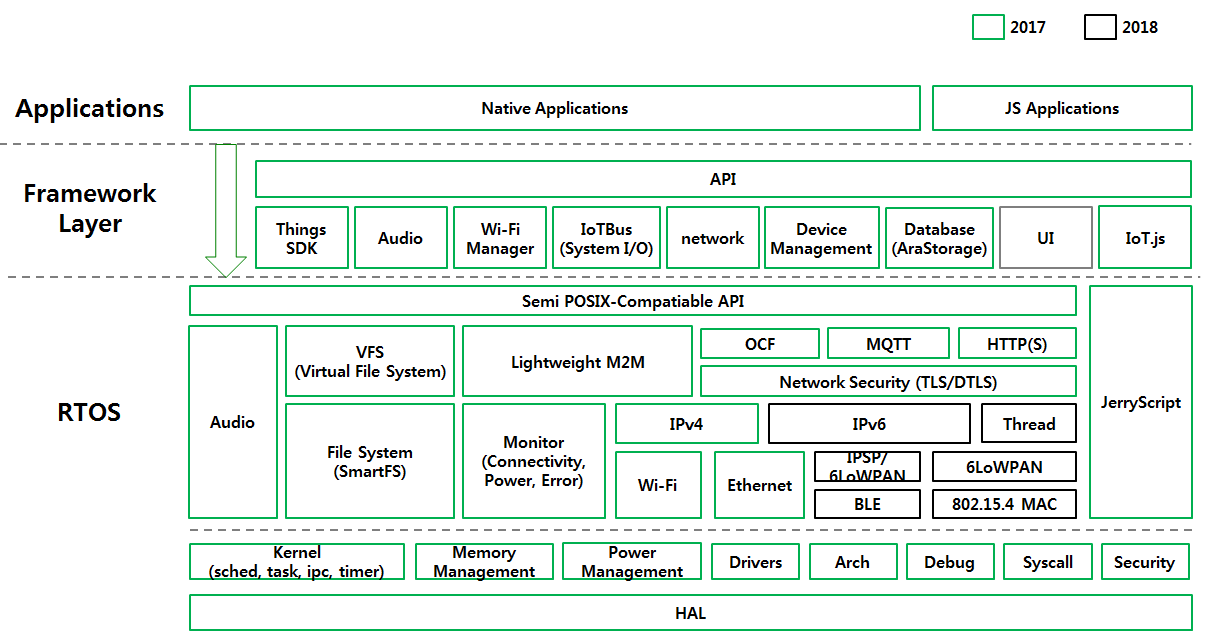 2017
2018
Applications
Native Applications
JS Applications
Framework
Layer
API
Things
SDK
Audio
Wi-Fi
Manager
IoTBus
(System I/O)
network
Device
Management
Database
(AraStorage)
UI
IoT.js
RTOS
Semi POSIX-Compatiable API
Audio
VFS
(Virtual File System)
Lightweight M2M
OCF
MQTT
HTTP(S)
Network Security (TLS/DTLS)
JerryScript
File System
(SmartFS)
Monitor
(Connectivity,
Power, Error)
IPv4
IPv6
Thread
Wi-Fi
Ethernet
IPSP/
6LoWPAN
6LoWPAN
BLE
802.15.4 MAC
Kernel
(sched, task, ipc, timer)
Memory
Management
Power
Management
Drivers
Arch
Debug
Syscall
Security
HAL